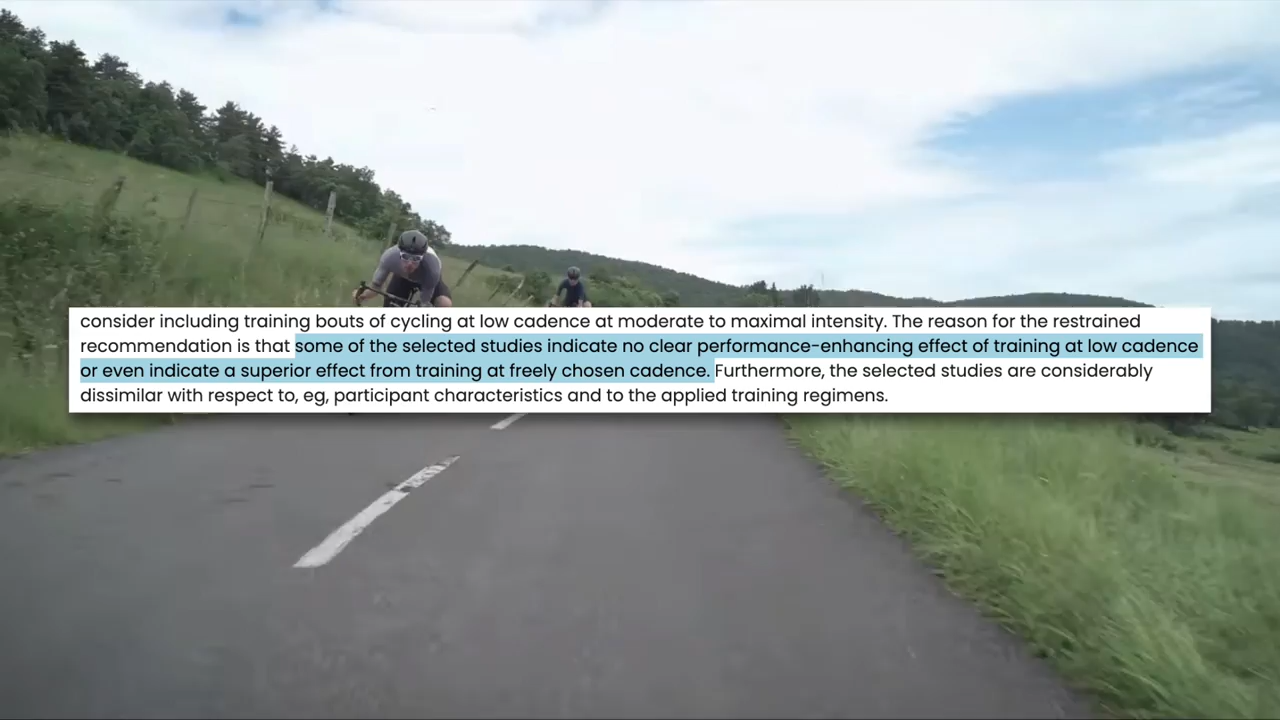 consider including training bouts of cycling at low cadence at moderate to maximal intensity. The reason for the restrained
recommendation is that some of the selected studies indicate no clear performance-enhancing effect of training at low cadence
or even indicate a superior effect from training at freely chosen cadence. Furthermore, the selected studies are considerably
dissimilar with respect to, eg, participant characteristics and to the applied training regimens.